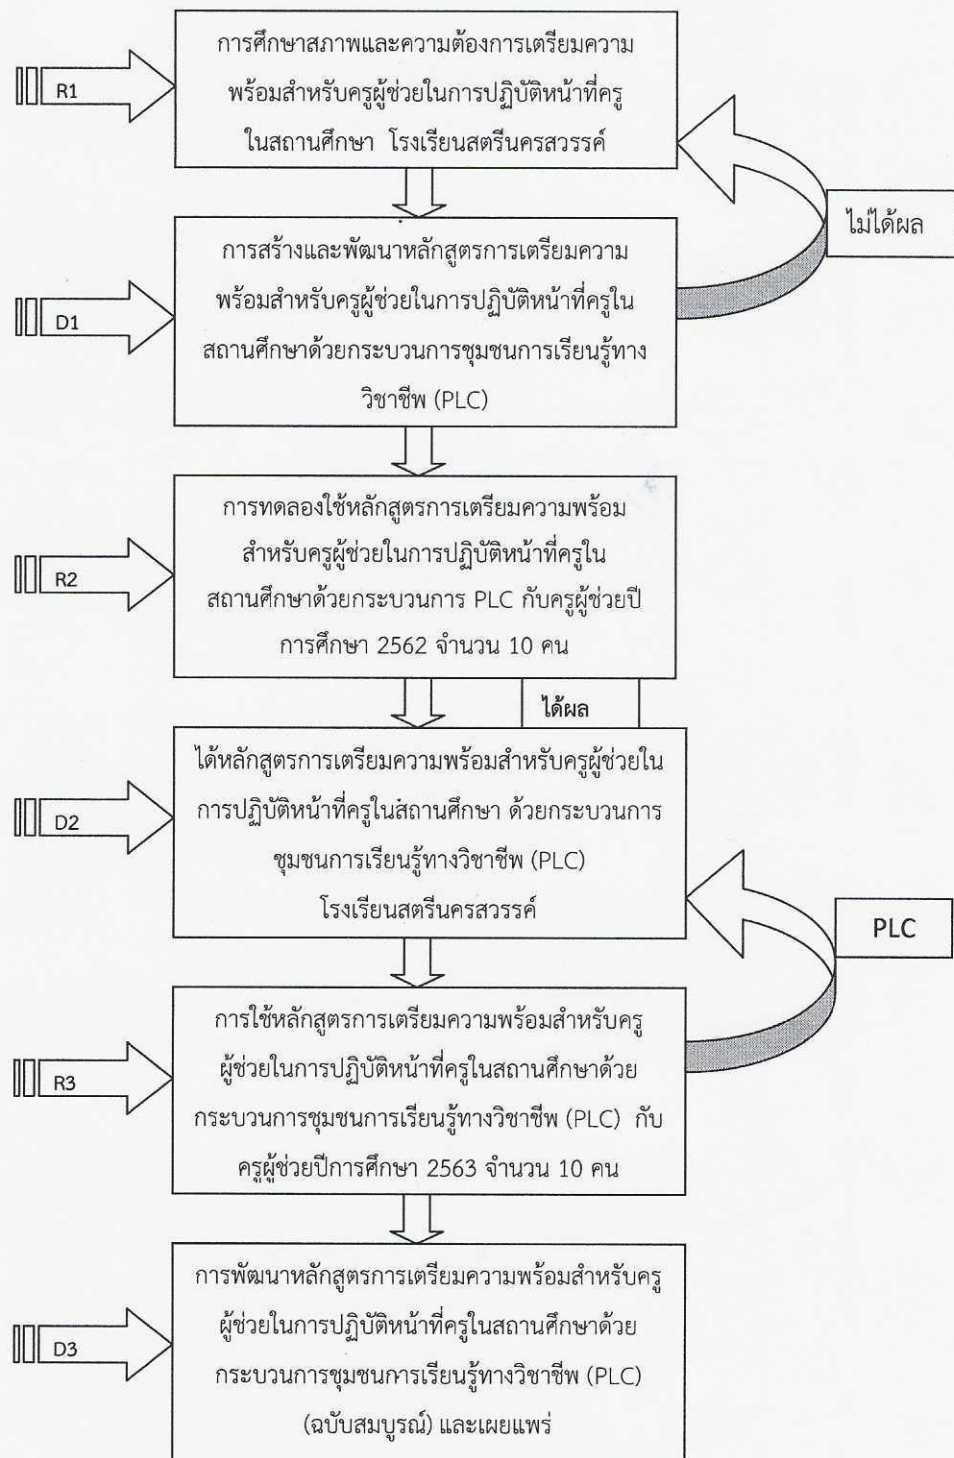 การศึกษาสภาพและความต้องการเตรียมความ
R1
พร้อมสำหรับครูผู้ช่วยในการปฏิบัติหน้าที่ครู
ในสถานศึกษา โรงเรียนสตรีนครสวรรค์
ไม่ได้ผล
การสร้างและพัฒนาหลักสูตรการเตรียมความ
พร้อมสำหรับครูผู้ช่วยในการปฏิบัติหน้าที่ครูใน
D1
สถานศึกษาด้วยกระบวนการชุมชนการเรียนรู้ทาง
วิชาชีพ (PLC)
การทดลองใช้หลักสูตรการเตรียมความพร้อม
สำหรับครูผู้ช่วยในการปฏิบัติหน้าที่ครูใน
R2
สถานศึกษาด้วยกระบวนการ PLC กับครูผู้ช่วยปี
การศึกษา 2562 จำนวน 10 คน
ได้ผล
ได้หลักสูตรการเตรียมความพร้อมสำหรับครูผู้ช่วยใน
การปฏิบัติหน้าที่ครูในสถานศึกษา ด้วยกระบวนการ
D2
ชุมชนการเรียนรู้ทางวิชาชีพ (PLC)
โรงเรียนสตรีนครสวรรค์
PLC
การใช้หลักสูตรการเตรียมความพร้อมสำหรับครู
ผู้ช่วยในการปฏิบัติหน้าที่ครูในสถานศึกษาด้วย
R3
กระบวนการชุมชนการเรียนรู้ทางวิชาชีพ (PLC) กับ
ครูผู้ช่วยปีการศึกษา 2563 จำนวน 10 คน
การพัฒนาหลักสูตรการเตรียมความพร้อมสำหรับครู
ผู้ช่วยในการปฏิบัติหน้าที่ครูในสถานศึกษาด้วย
D3
กระบวนการชุมชนการเรียนรู้ทางวิชาชีพ (PLC)
(ฉบับสมบูรณ์) และเผยแพร่